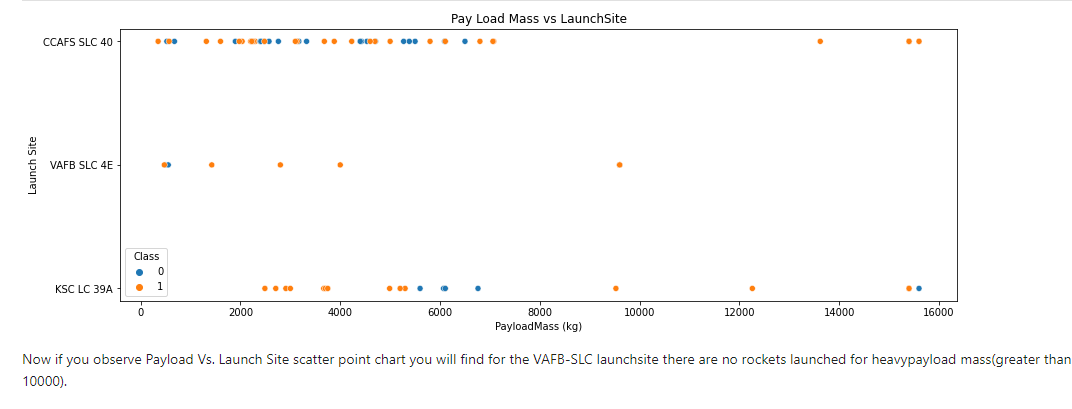 Pay Load Mass vs LaunchSite
CCAFS SLC 40
VAFB SLC 4E
KSC LC 39A
Launch Site
Class
0
1
0 2000 4000 6000 8000 10000 12000 14000 16000
PayloadMass (kg)
Now if you observe Payload Vs. Launch Site scatter point chart you will find for the VAFB-SLC launchsite there are no rockets launched for heavypayload mass(greater than
10000).